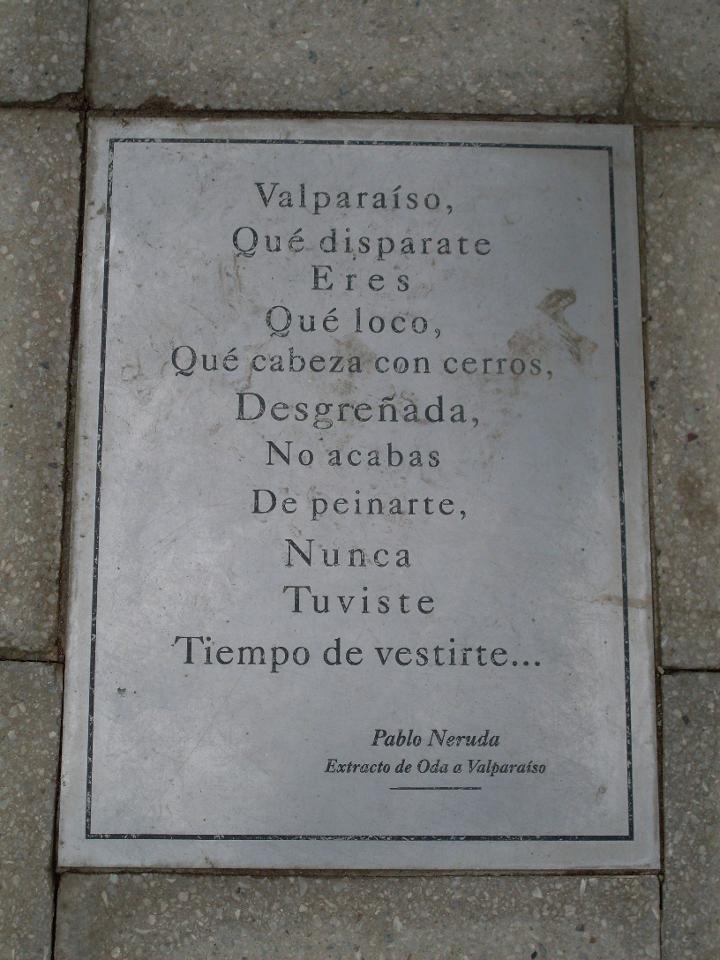 Valparaíso,
Qué disparate
Eres
Qué loco,
Qué cabeza con cerros,
Desgreñada,
No acabas
De peinarte,
Nunca
Tuviste
Tiempo de vestirte...
Pablo Neruda
Extracto de Oda a Valparaíso